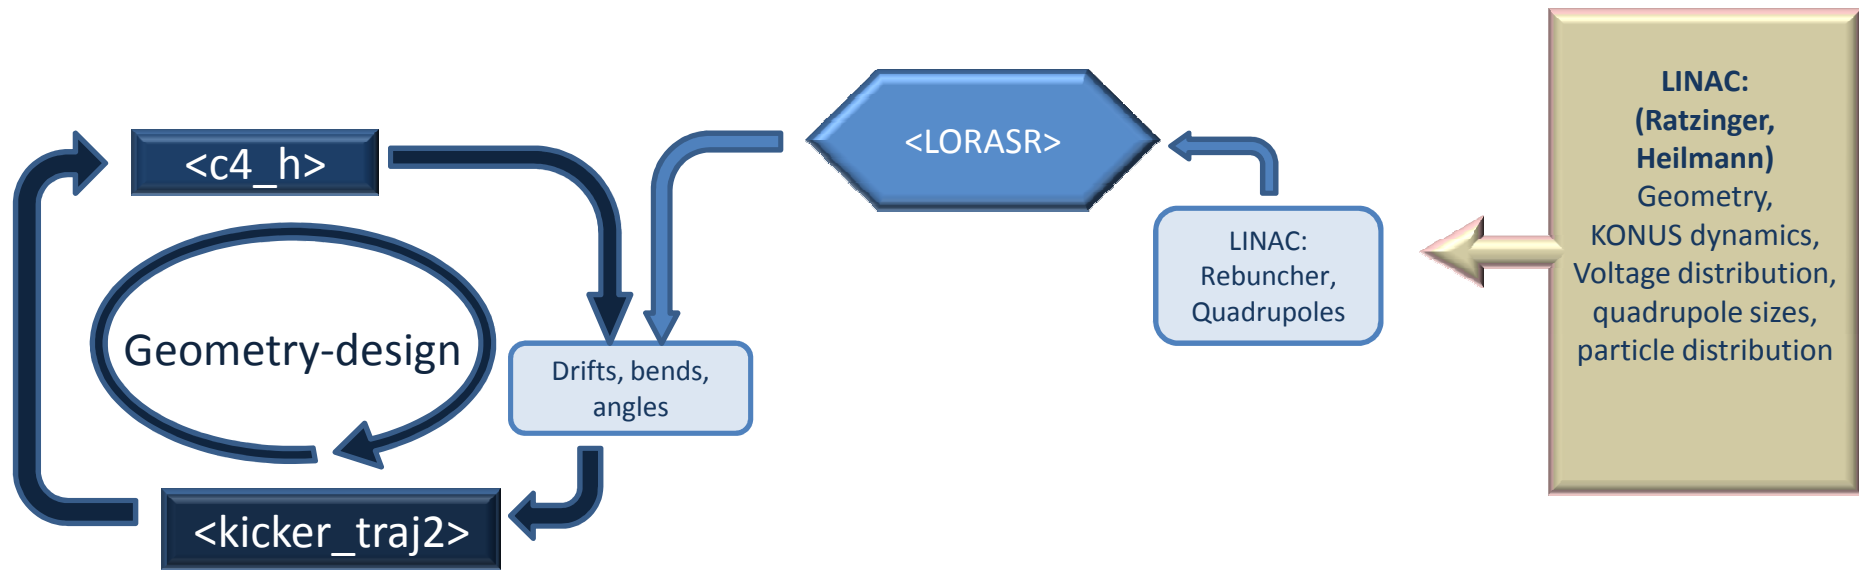 <c4_h>
Geometry-design
<kicker_traj2>
Drifts, bends,
angles
<LORASR>
LINAC:
Rebuncher,
Quadrupoles
LINAC:
(Ratzinger,
Heilmann)
Geometry,
KONUS dynamics,
Voltage distribution,
quadrupole sizes,
particle distribution